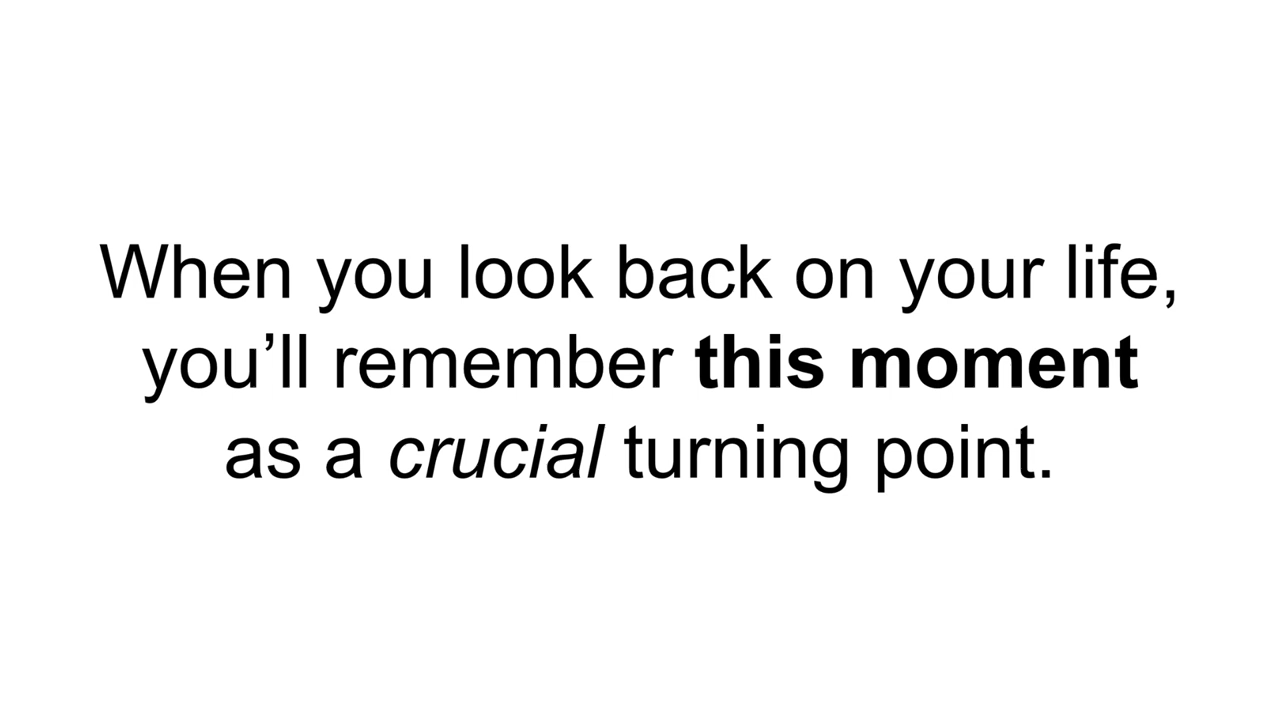 When you look back on your life,
you’ll remember this moment
as a crucial turning point.